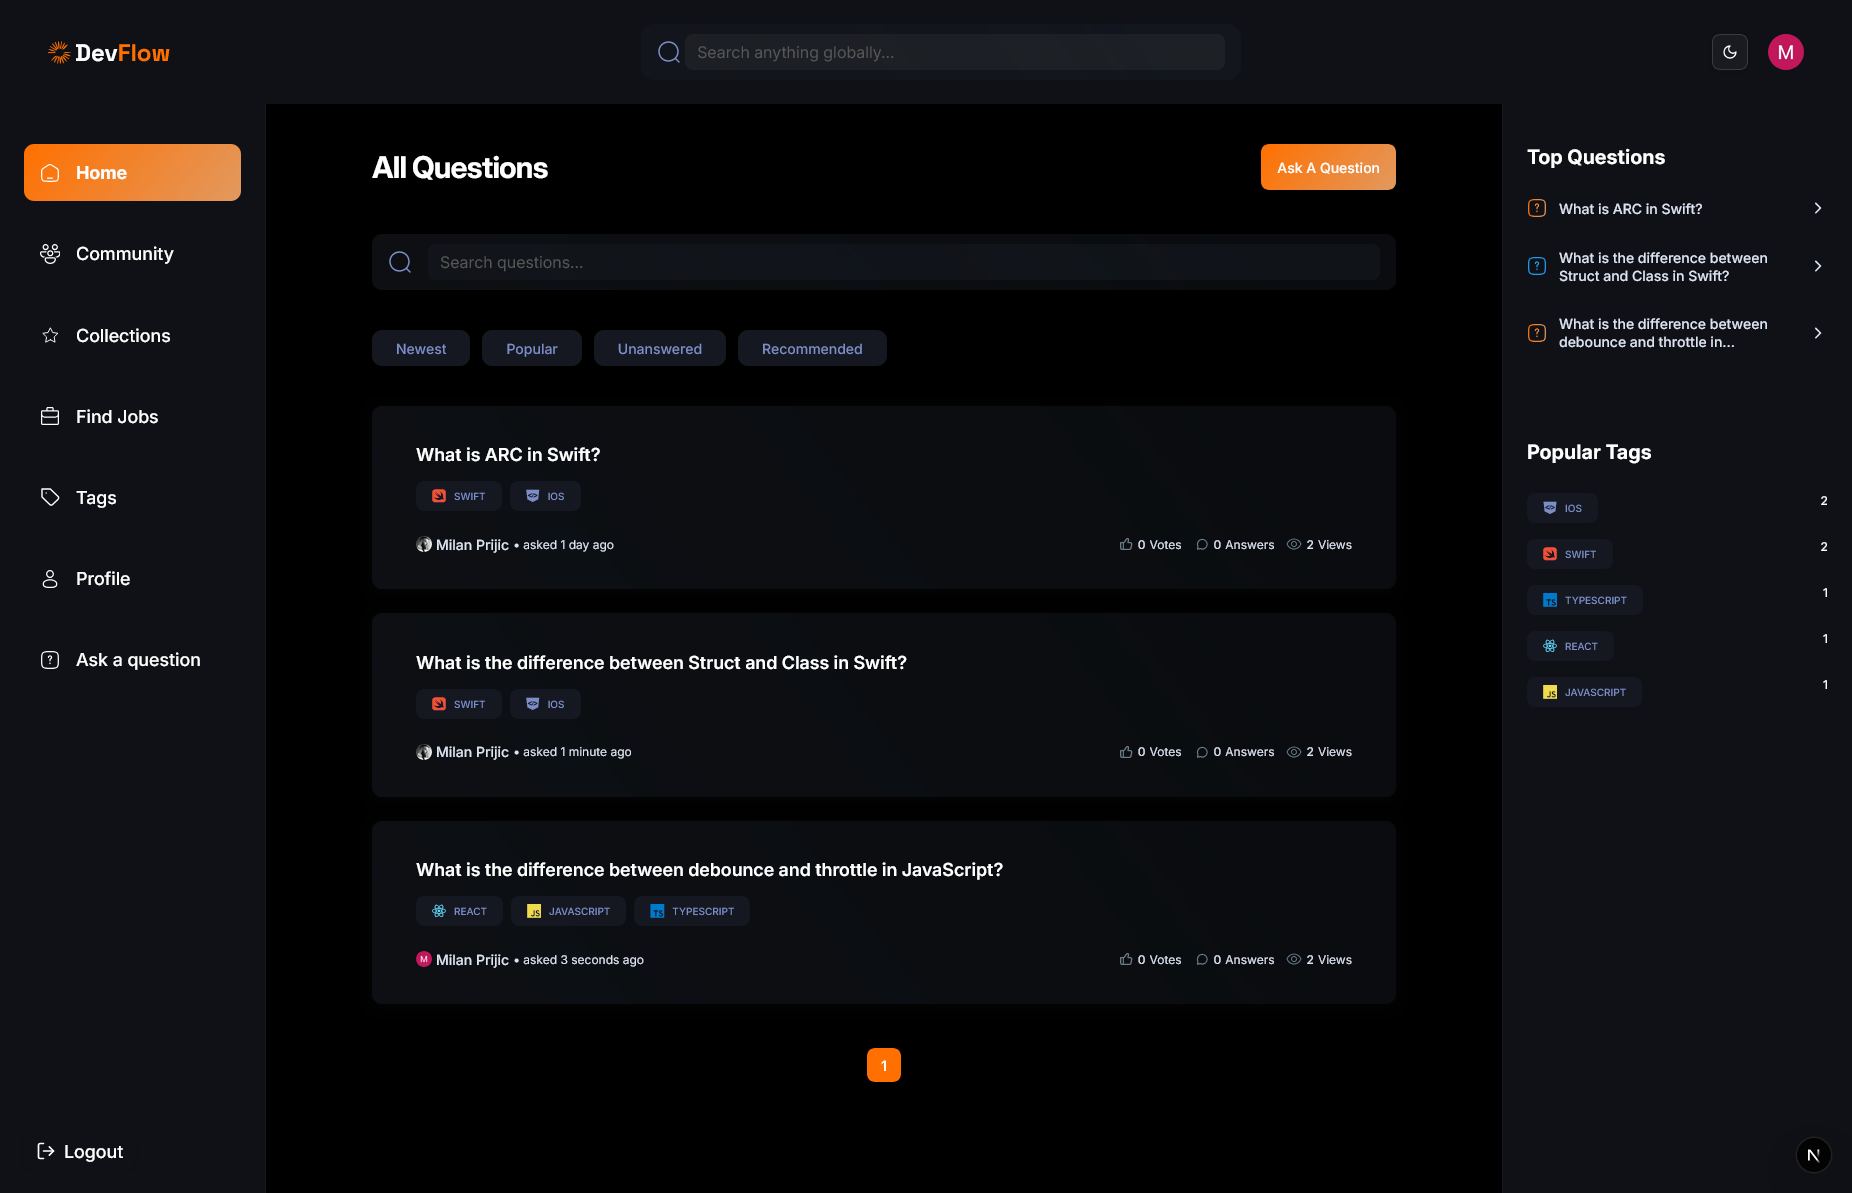 DevFlow
Search anything globally...
M
Home
Community
Collections
Find Jobs
Tags
Profile
Ask a question
Logout
All Questions
Ask A Question
Search questions...
Newest
Popular
Unanswered
Recommended
What is ARC in Swift?
SWIFT
IOS
Milan Prijic • asked 1 day ago
0 Votes
0 Answers
2 Views
What is the difference between Struct and Class in Swift?
SWIFT
IOS
Milan Prijic • asked 1 minute ago
0 Votes
0 Answers
2 Views
What is the difference between debounce and throttle in JavaScript?
REACT
JS JAVASCRIPT
TS TYPESCRIPT
M Milan Prijic • asked 3 seconds ago
0 Votes
0 Answers
2 Views
1
Top Questions
What is ARC in Swift?
What is the difference between
Struct and Class in Swift?
What is the difference between
debounce and throttle in...
Popular Tags
IOS 2
SWIFT 2
TS TYPESCRIPT 1
REACT 1
JS JAVASCRIPT 1
N